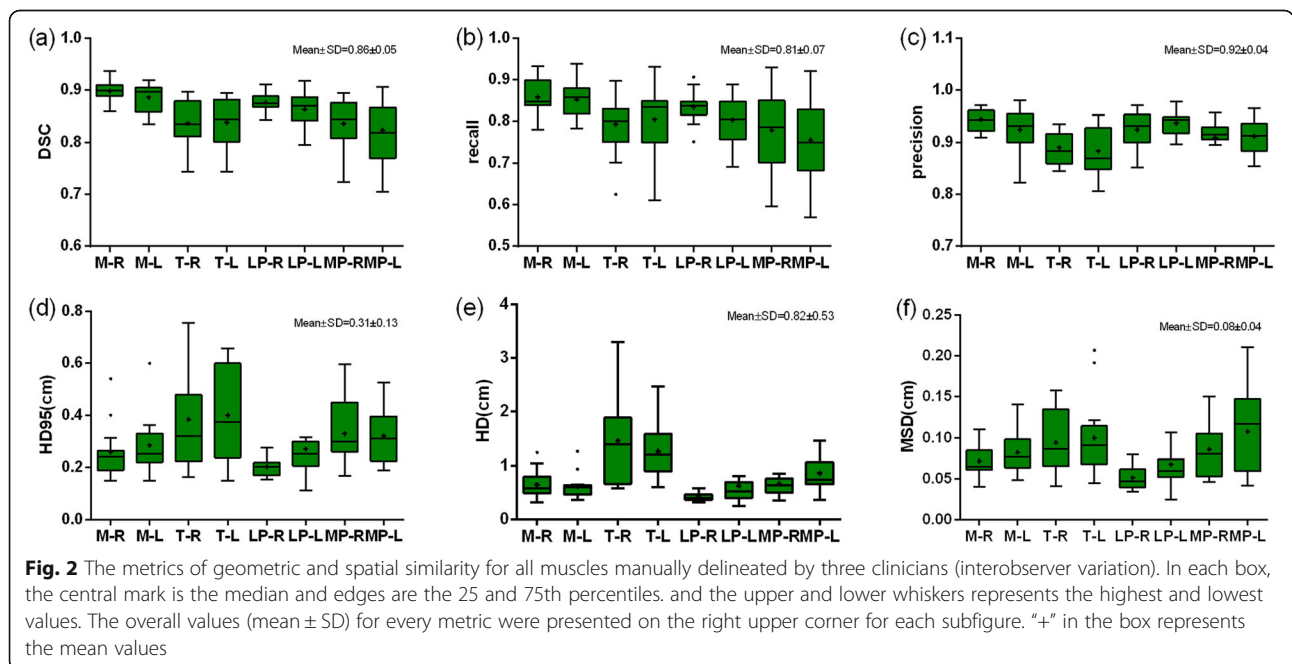 (a)
Mean±SD=0.86±0.05
DSC
1.0
0.9
0.8
0.7
0.6
M-R M-L T-R T-L LP-R LP-L MP-R MP-L
(b)
Mean±SD=0.81±0.07
recall
1.0
0.9
0.8
0.7
0.6
0.5
M-R M-L T-R T-L LP-R LP-L MP-R MP-L
(c)
Mean±SD=0.92±0.04
precision
1.1
1.0
0.9
0.8
0.7
M-R M-L T-R T-L LP-R LP-L MP-R MP-L
(d)
Mean±SD=0.31±0.13
HD95(cm)
0.8
0.6
0.4
0.2
0.0
M-R M-L T-R T-L LP-R LP-L MP-R MP-L
(e)
Mean±SD=0.82±0.53
HD(cm)
4
3
2
1
0
M-R M-L T-R T-L LP-R LP-L MP-R MP-L
(f)
Mean±SD=0.08±0.04
MSD(cm)
0.25
0.20
0.15
0.10
0.05
0.00
M-R M-L T-R T-L LP-R LP-L MP-R MP-L
Fig. 2 The metrics of geometric and spatial similarity for all muscles manually delineated by three clinicians (interobserver variation). In each box,
the central mark is the median and edges are the 25 and 75th percentiles. and the upper and lower whiskers represents the highest and lowest
values. The overall values (mean ± SD) for every metric were presented on the right upper corner for each subfigure. "+" in the box represents
the mean values